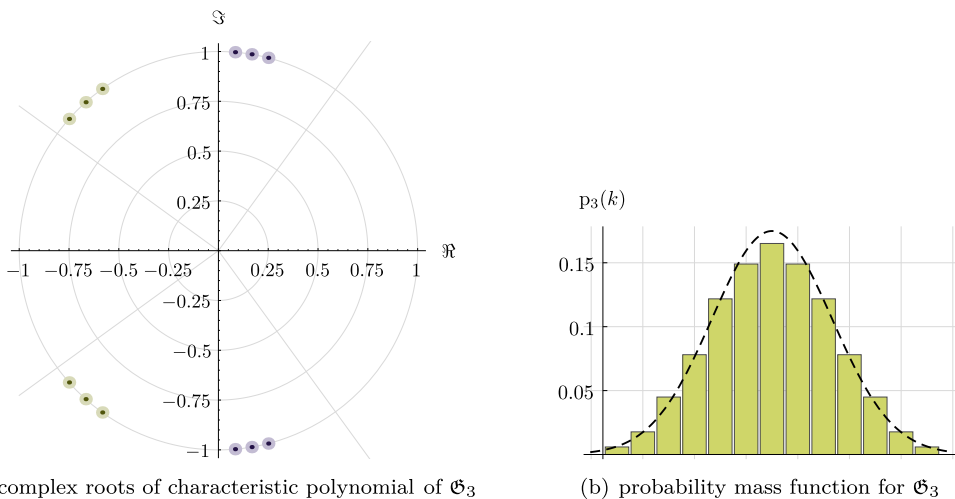 ℑ
1
0.75
0.5
0.25
ℜ
−1 −0.75 −0.5 −0.25 0.25 0.5 0.75 1
−0.25
−0.5
−0.75
−1
complex roots of characteristic polynomial of 𝔊₃
p₃(k)
0.15
0.1
0.05
(b) probability mass function for 𝔊₃